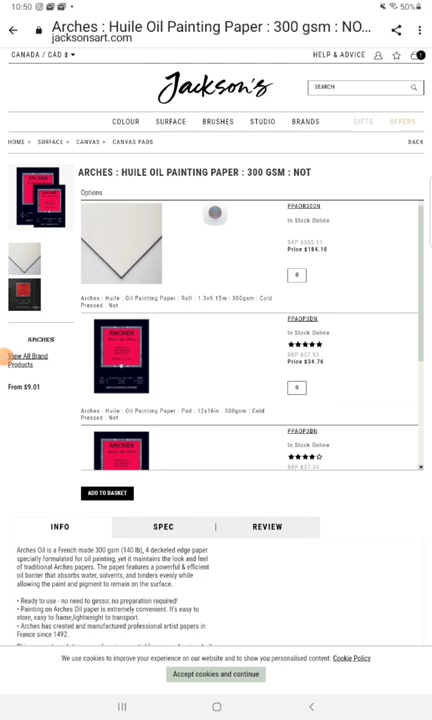 10:50
50%
Arches : Huile Oil Painting Paper : 300 gsm : NO...
jacksonsart.com
CANADA / CAD $
HELP & ADVICE
1
Jackson's
SEARCH
COLOUR SURFACE BRUSHES STUDIO BRANDS GIFTS OFFERS
HOME > SURFACE > CANVAS > CANVAS PADS
BACK
ARCHES : HUILE OIL PAINTING PAPER : 300 GSM : NOT
Options
PPAOR300N
In Stock Online
Price $184.10
0
Arches : Huile : Oil Painting Paper : Roll : 1.3x9.15m : 300gsm : Cold
Pressed : Not
ARCHES
In Stock Online
RRP $57.92
Price $34.76
0
Arches : Huile : Oil Painting Paper : Pad : 12x16in : 300gsm : Cold
Pressed : Not
ARCHES
In Stock Online
RRP $37.54
ARCHES
View All Brand
Products
From $9.01
ADD TO BASKET
INFO SPEC | REVIEW
Arches Oil is a French made 300 gsm (140 lb), 4 deckeled edge paper
specially formulated for oil painting, yet it maintains the look and feel
of traditional Arches papers. The paper features a powerful & efficient
oil barrier that absorbs water, solvents, and binders evenly while
allowing the paint and pigment to remain on the surface.
• Ready to use - no need to gesso; no preparation required!
• Painting on Arches Oil paper is extremely convenient. It's easy to
store, easy to frame,lightweight to transport.
• Arches has created and manufactured professional artist papers in
France since 1492.
We use cookies to improve your experience on our website and to show you personalised content. Cookie Policy
Accept cookies and continue